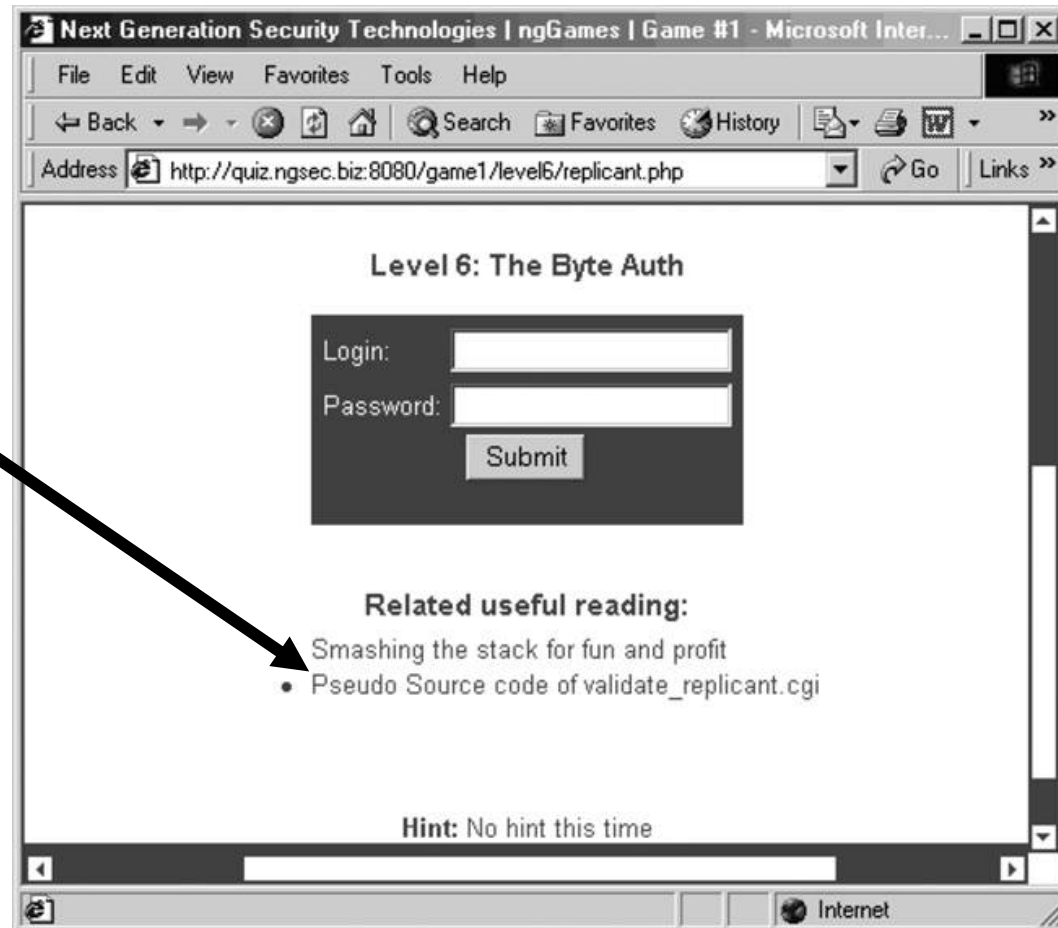 Next Generation Security Technologies | ngGames | Game #1 - Microsoft Inter...
File Edit View Favorites Tools Help
Back Search Favorites History »
Address http://quiz.ngsec.biz:8080/game1/level6/replicant.php Go Links »
Level 6: The Byte Auth
Login:
Password:
Submit
Related useful reading:
Smashing the stack for fun and profit
• Pseudo Source code of validate_replicant.cgi
Hint: No hint this time
Internet